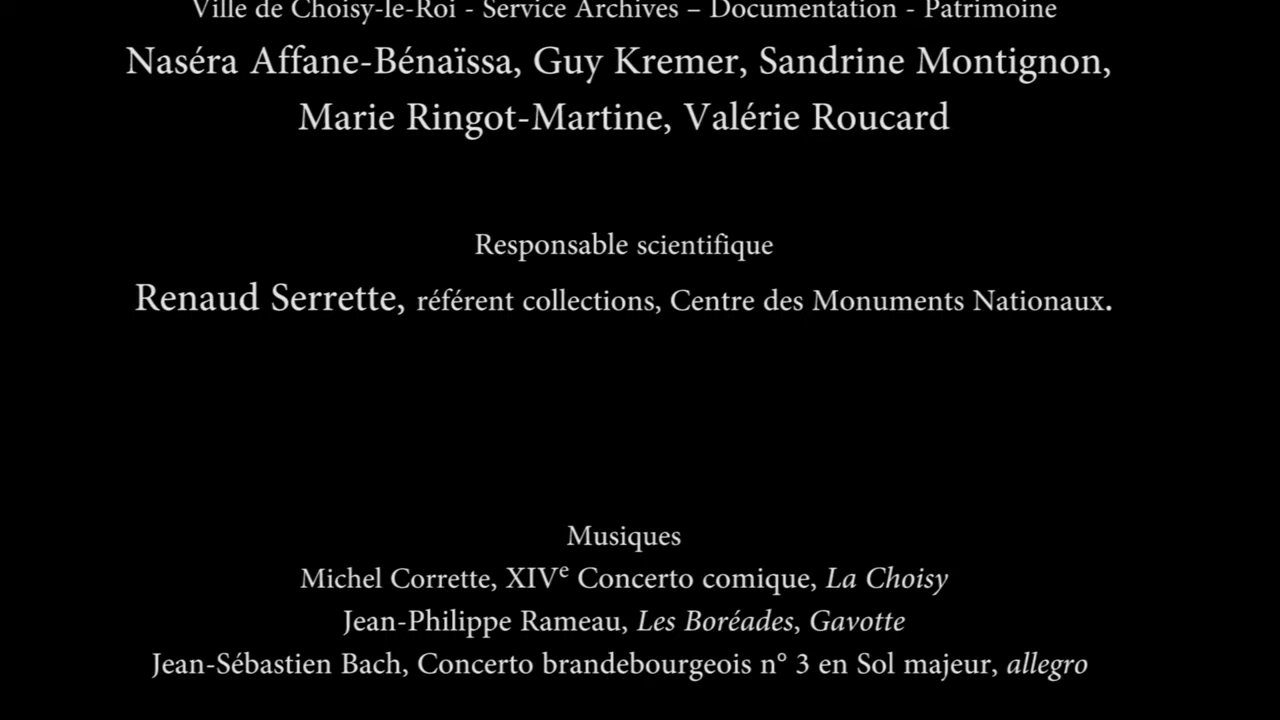 Ville de Choisy-le-Roi - Service Archives – Documentation - Patrimoine
Naséra Affane-Bénaïssa, Guy Kremer, Sandrine Montignon,
Marie Ringot-Martine, Valérie Roucard
Responsable scientifique
Renaud Serrette, référent collections, Centre des Monuments Nationaux.
Musiques
Michel Corrette, XIVᵉ Concerto comique, La Choisy
Jean-Philippe Rameau, Les Boréades, Gavotte
Jean-Sébastien Bach, Concerto brandebourgeois n° 3 en Sol majeur, allegro